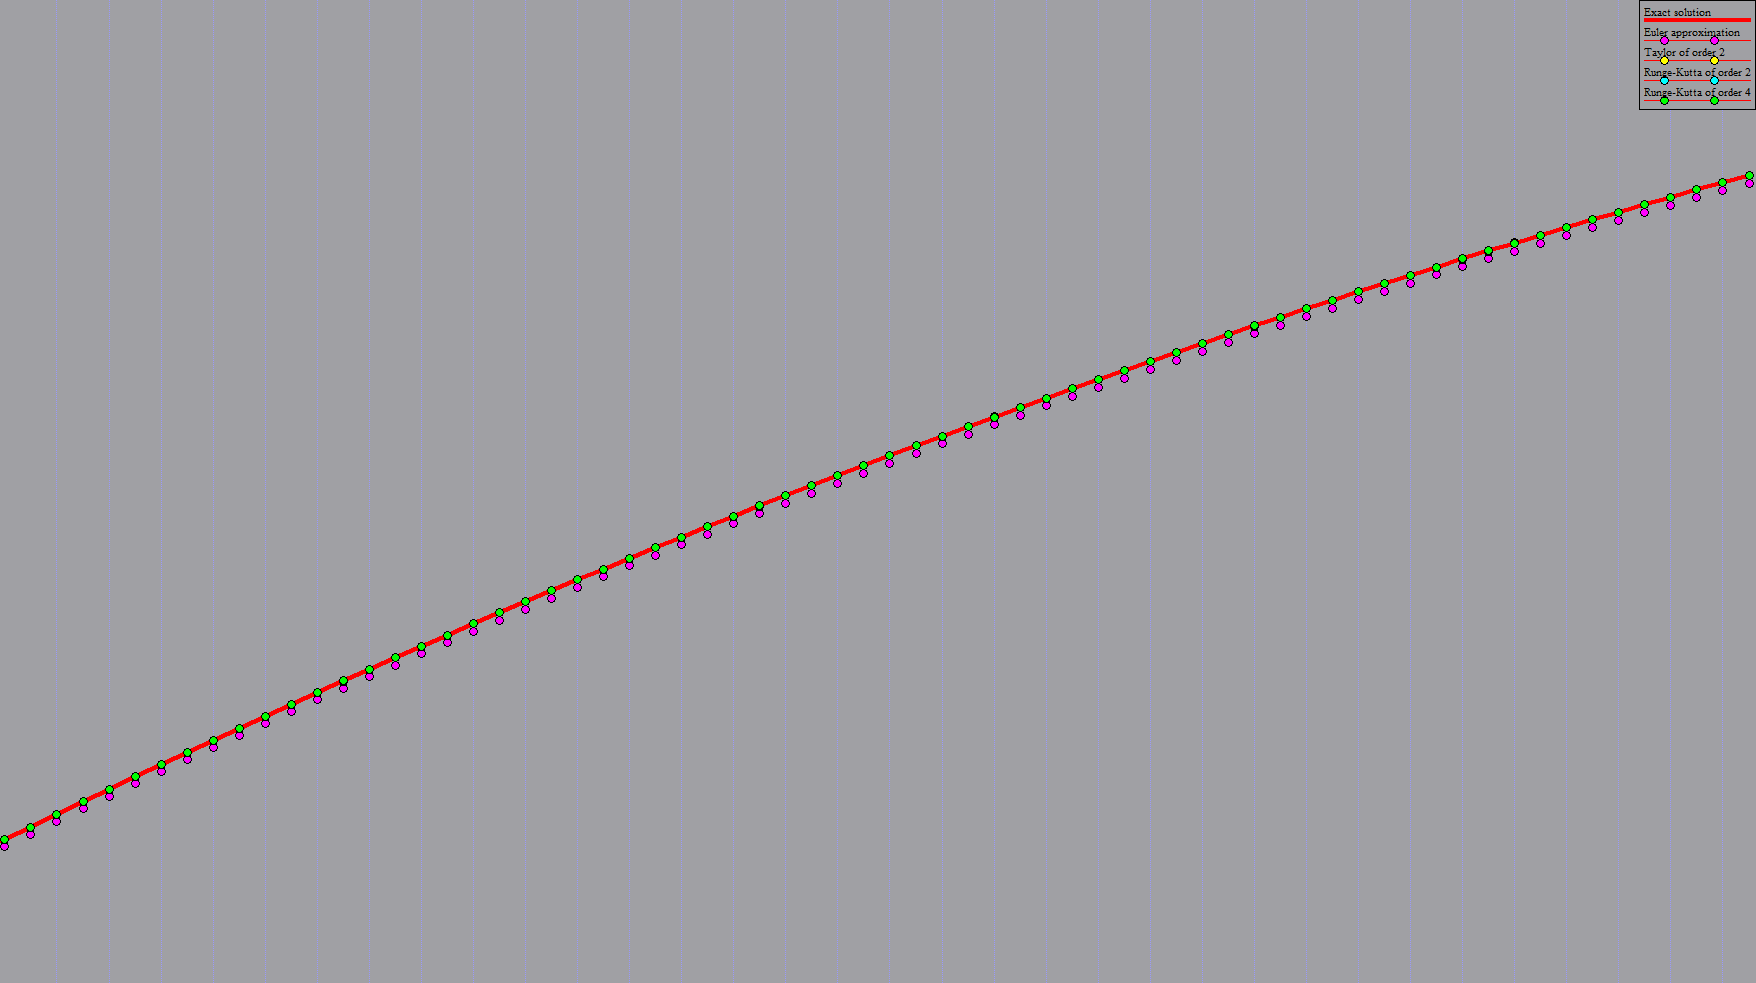 Exact solution
Euler approximation
Taylor of order 2
Runge-Kutta of order 2
Runge-Kutta of order 4